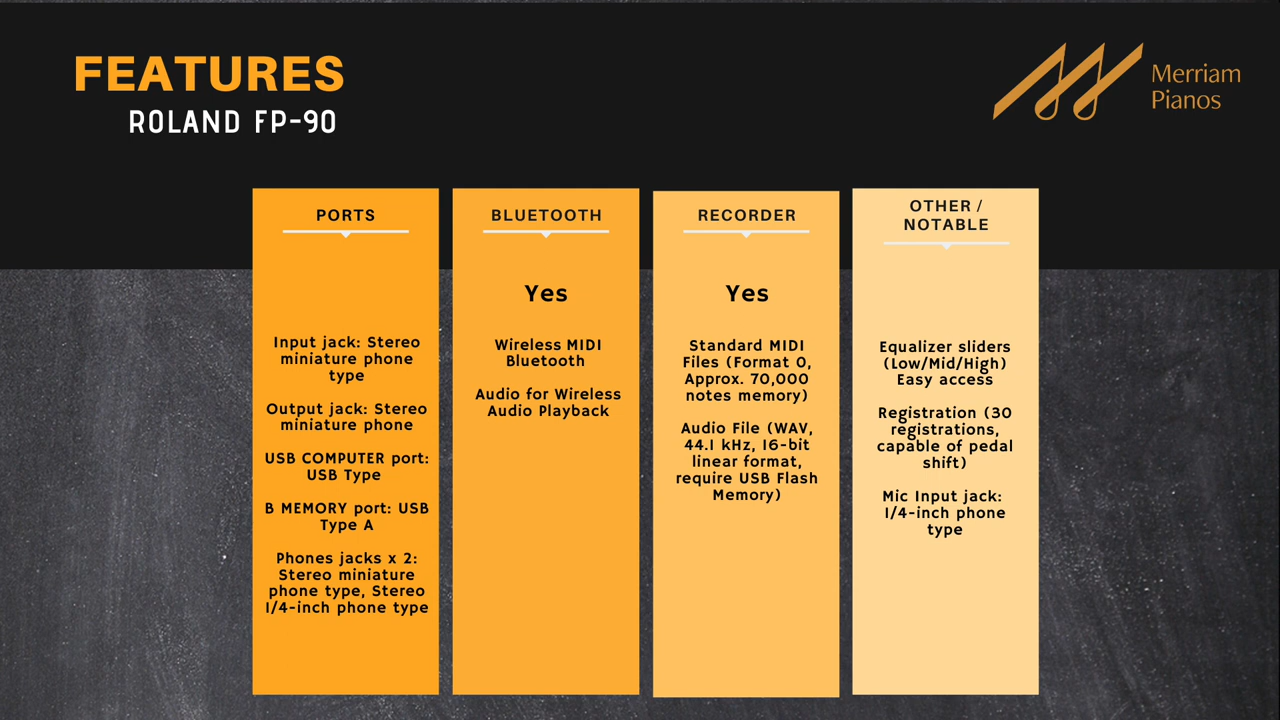 FEATURES
ROLAND FP-90
Merriam
Pianos
PORTS
Input jack: Stereo
miniature phone
type
Output jack: Stereo
miniature phone
USB COMPUTER port:
USB Type
B MEMORY port: USB
Type A
Phones jacks x 2:
Stereo miniature
phone type, Stereo
1/4-inch phone type
BLUETOOTH
Yes
Wireless MIDI
Bluetooth
Audio for Wireless
Audio Playback
RECORDER
Yes
Standard MIDI
Files (Format 0,
Approx. 70,000
notes memory)
Audio File (WAV,
44.1 kHz, 16-bit
linear format,
require USB Flash
Memory)
OTHER /
NOTABLE
Equalizer sliders
(Low/Mid/High)
Easy access
Registration (30
registrations,
capable of pedal
shift)
Mic Input jack:
1/4-inch phone
type